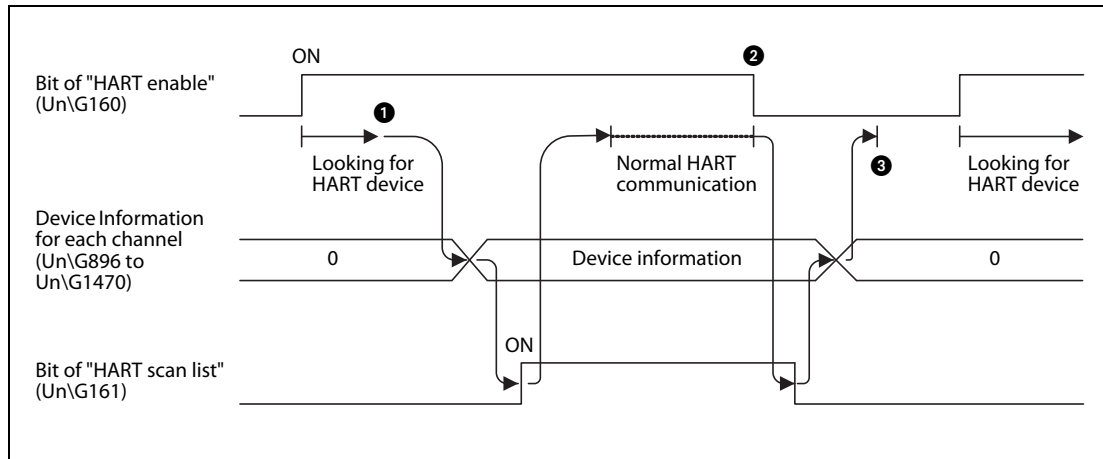 ON
Bit of "HART enable"
(Un\G160)
❷
❶
Looking for
HART device
Normal HART
communication
❸
Looking for
HART device
Device Information
for each channel
(Un\G896 to
Un\G1470)
0
Device information
0
ON
Bit of "HART scan list"
(Un\G161)